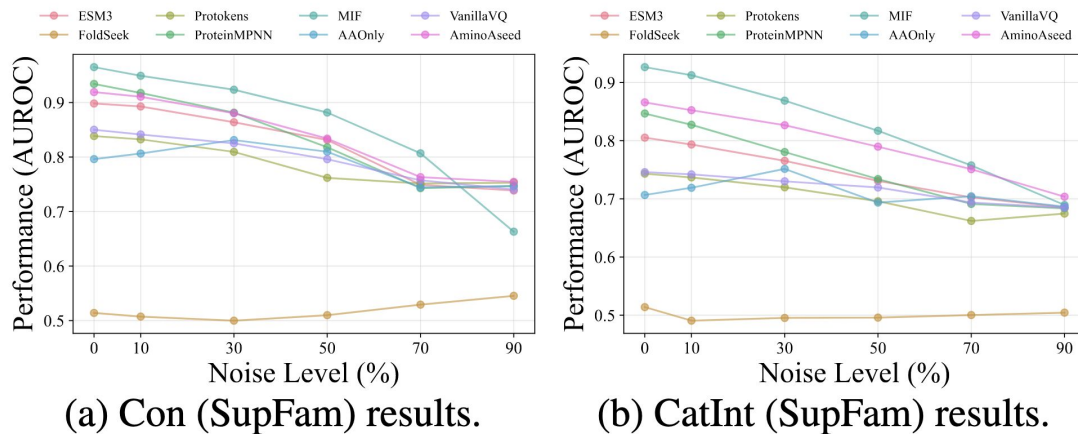 ESM3 Protokens MIF VanillaVQ
FoldSeek ProteinMPNN AAOnly AminoAseed
Performance (AUROC)
0.9
0.8
0.7
0.6
0.5
0 10 30 50 70 90
Noise Level (%)
(a) Con (SupFam) results.
ESM3 Protokens MIF VanillaVQ
FoldSeek ProteinMPNN AAOnly AminoAseed
Performance (AUROC)
0.9
0.8
0.7
0.6
0.5
0 10 30 50 70 90
Noise Level (%)
(b) CatInt (SupFam) results.